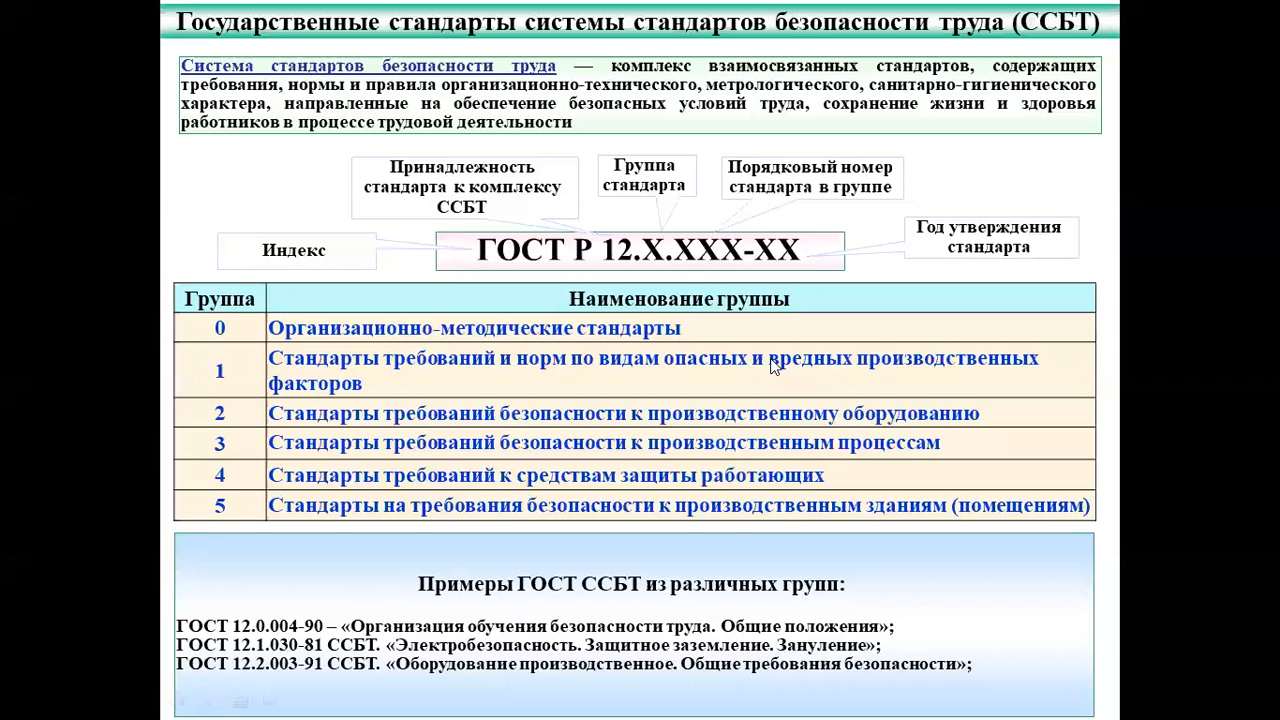 Государственные стандарты системы стандартов безопасности труда (ССБТ)
Система стандартов безопасности труда — комплекс взаимосвязанных стандартов, содержащих
требования, нормы и правила организационно-технического, метрологического, санитарно-гигиенического
характера, направленные на обеспечение безопасных условий труда, сохранение жизни и здоровья
работников в процессе трудовой деятельности
Принадлежность
стандарта к комплексу
ССБТ
Группа
стандарта
Порядковый номер
стандарта в группе
Год утверждения
стандарта
Индекс
ГОСТ Р 12.Х.ХХХ-ХХ
Группа Наименование группы
0 Организационно-методические стандарты
1 Стандарты требований и норм по видам опасных и вредных производственных
факторов
2 Стандарты требований безопасности к производственному оборудованию
3 Стандарты требований безопасности к производственным процессам
4 Стандарты требований к средствам защиты работающих
5 Стандарты на требования безопасности к производственным зданиям (помещениям)
Примеры ГОСТ ССБТ из различных групп:
ГОСТ 12.0.004-90 – «Организация обучения безопасности труда. Общие положения»;
ГОСТ 12.1.030-81 ССБТ. «Электробезопасность. Защитное заземление. Зануление»;
ГОСТ 12.2.003-91 ССБТ. «Оборудование производственное. Общие требования безопасности»;